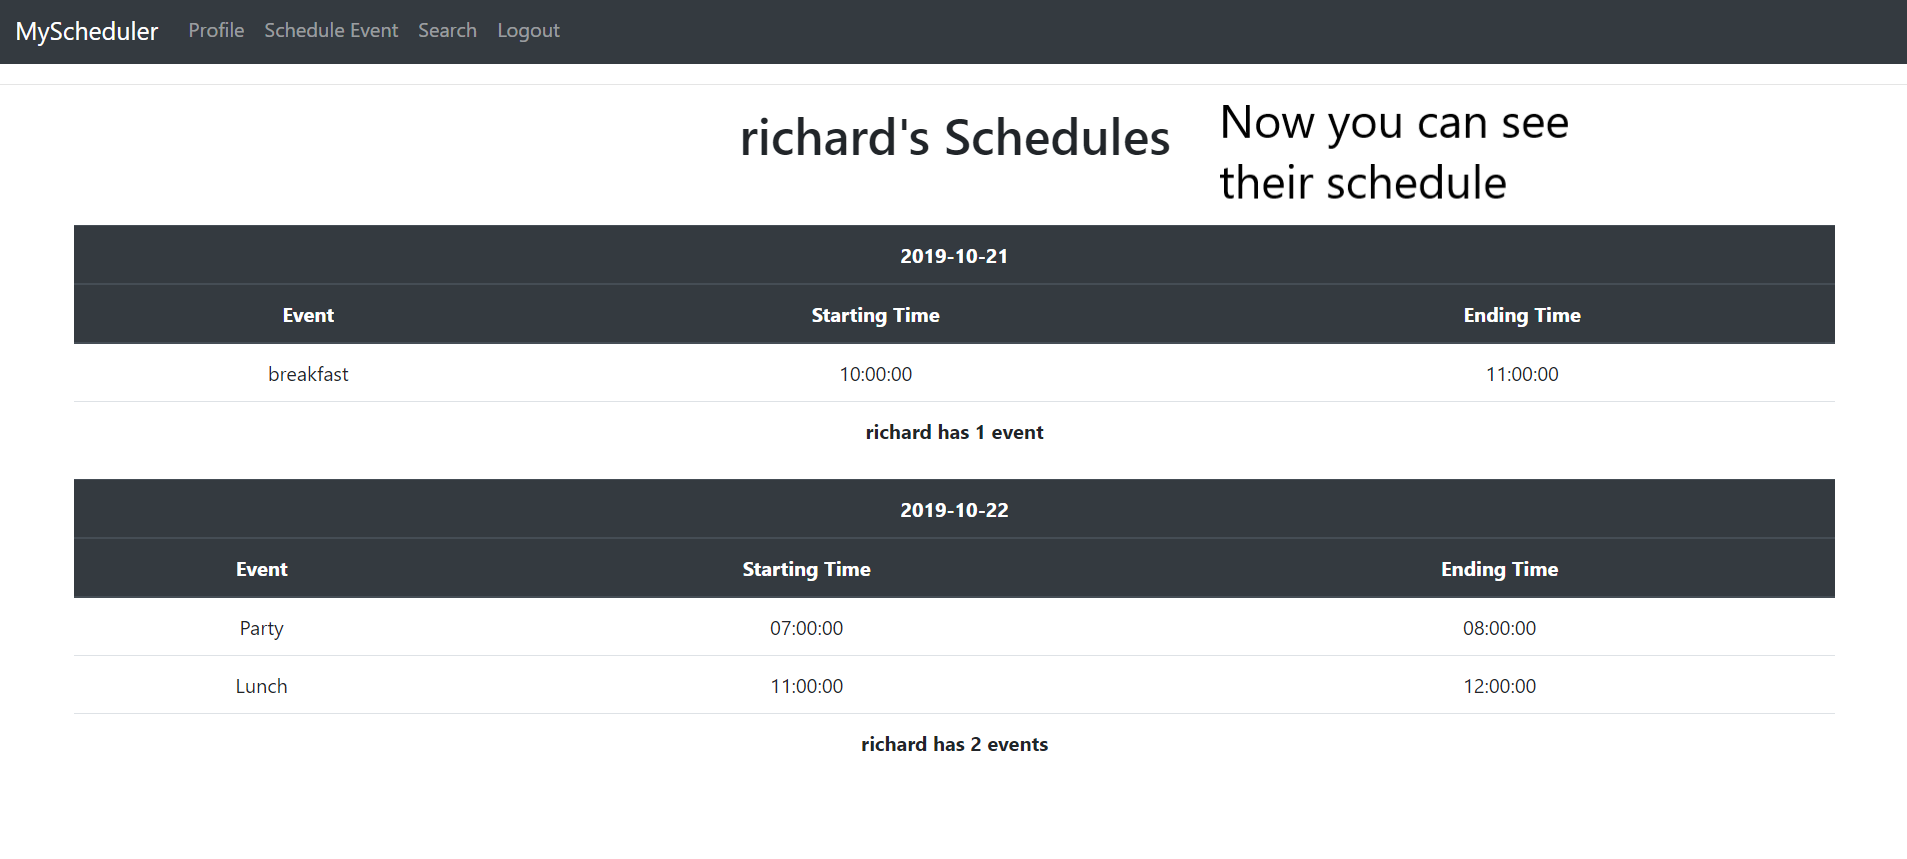 MyScheduler Profile Schedule Event Search Logout
richard's Schedules
Now you can see
their schedule
2019-10-21
Event Starting Time Ending Time
breakfast 10:00:00 11:00:00
richard has 1 event
2019-10-22
Event Starting Time Ending Time
Party 07:00:00 08:00:00
Lunch 11:00:00 12:00:00
richard has 2 events